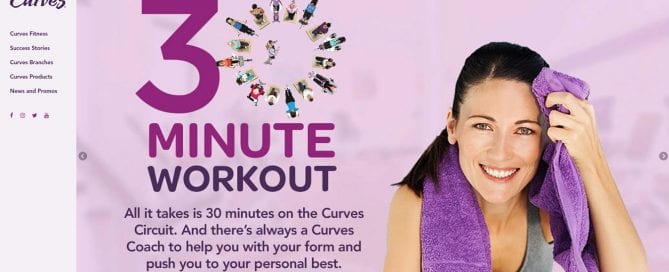 Curves
Curves Fitness
Success Stories
Curves Branches
Curves Products
News and Promos
30
MINUTE
WORKOUT
All it takes is 30 minutes on the Curves
Circuit. And there's always a Curves
Coach to help you with your form and
push you to your personal best.